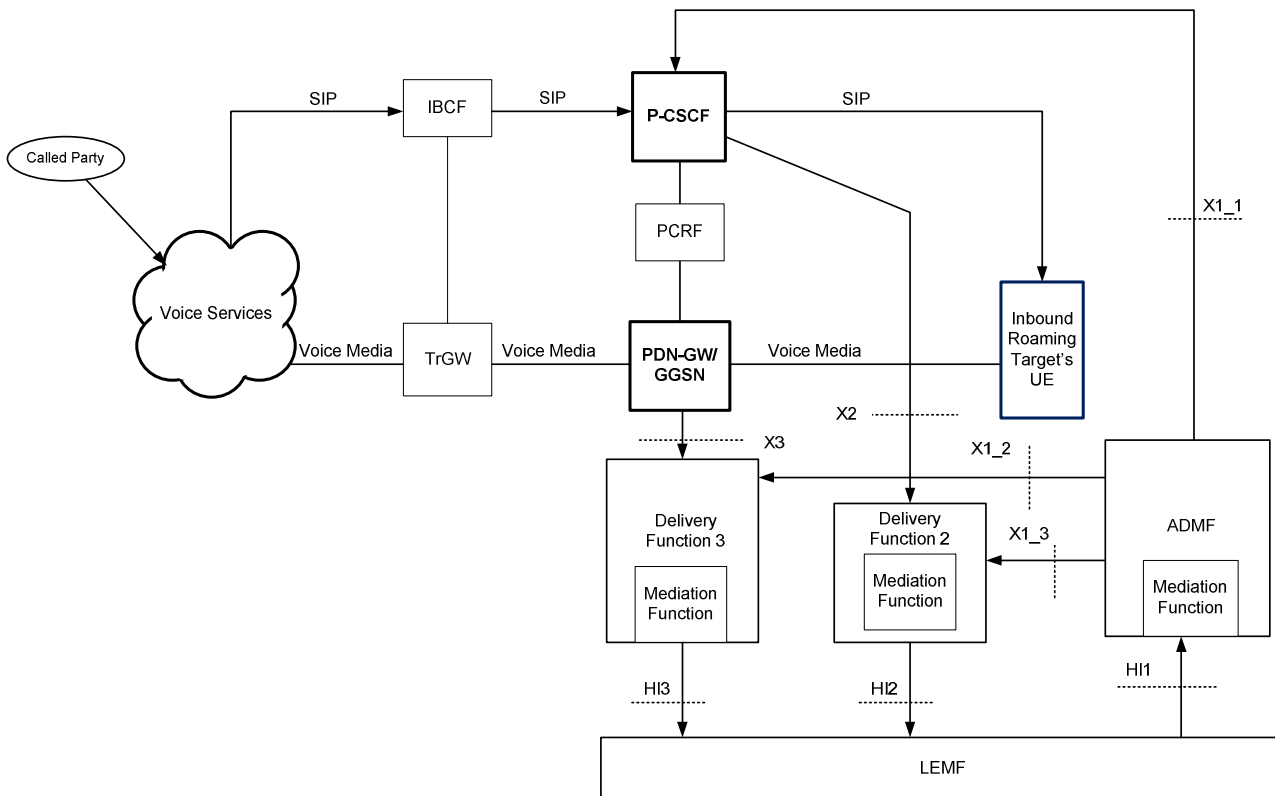 SIP
IBCF
SIP
P-CSCF
SIP
Called Party
X1_1
PCRF
Voice Services
Inbound
Roaming
Target's
UE
Voice Media
TrGW
Voice Media
PDN-GW/
GGSN
Voice Media
X2
X3
X1_2
Delivery
Function 3
Delivery
Function 2
X1_3
ADMF
Mediation
Function
Mediation
Function
Mediation
Function
HI3
HI2
HI1
LEMF